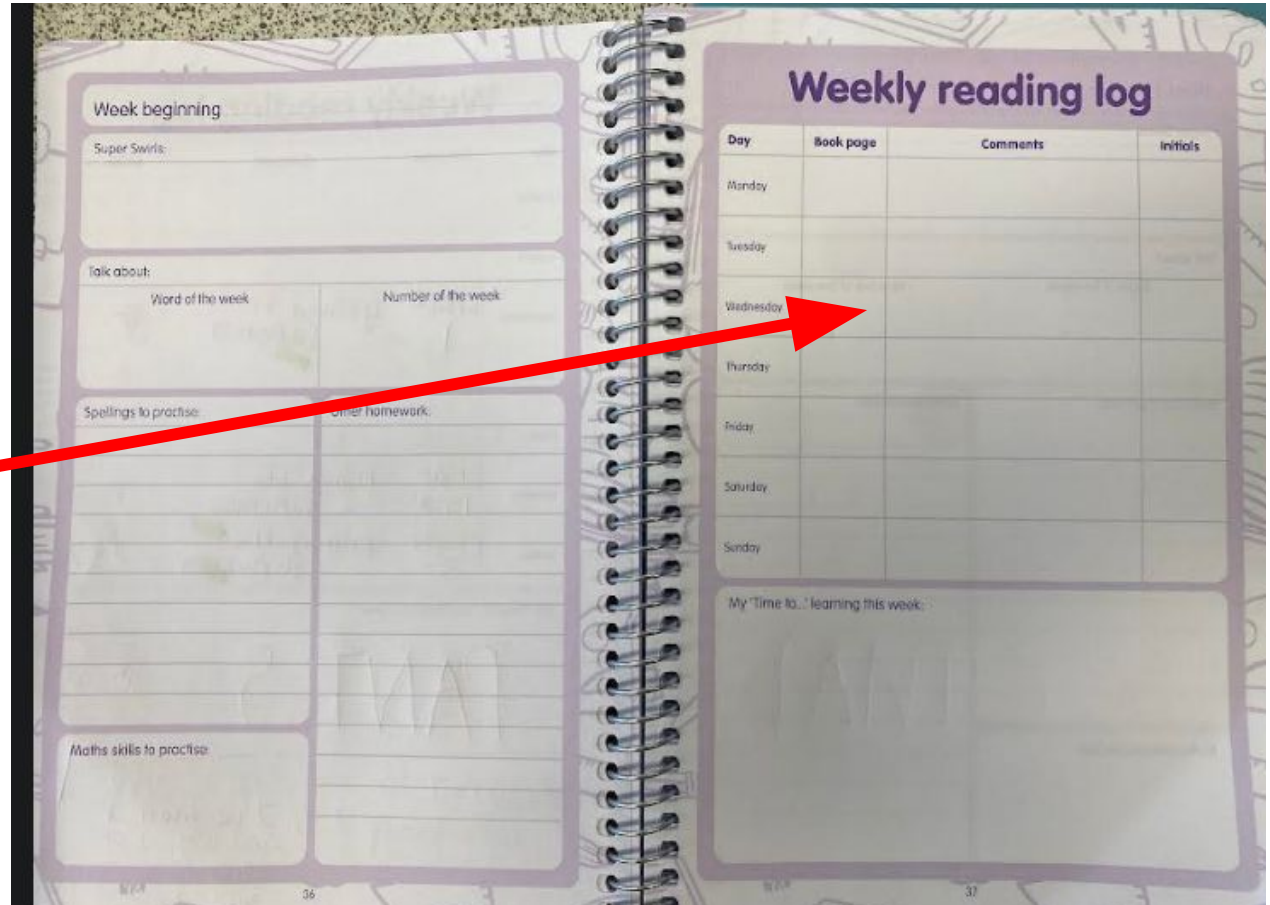 Week beginning
Super Swirls:
Talk about:
Word of the week
Number of the week
Spellings to practise:
Other homework:
Maths skills to practise:
36
Weekly reading log
Day Book page Comments Initials
Monday
Tuesday
Wednesday
Thursday
Friday
Saturday
Sunday
My 'Time to...' learning this week:
37